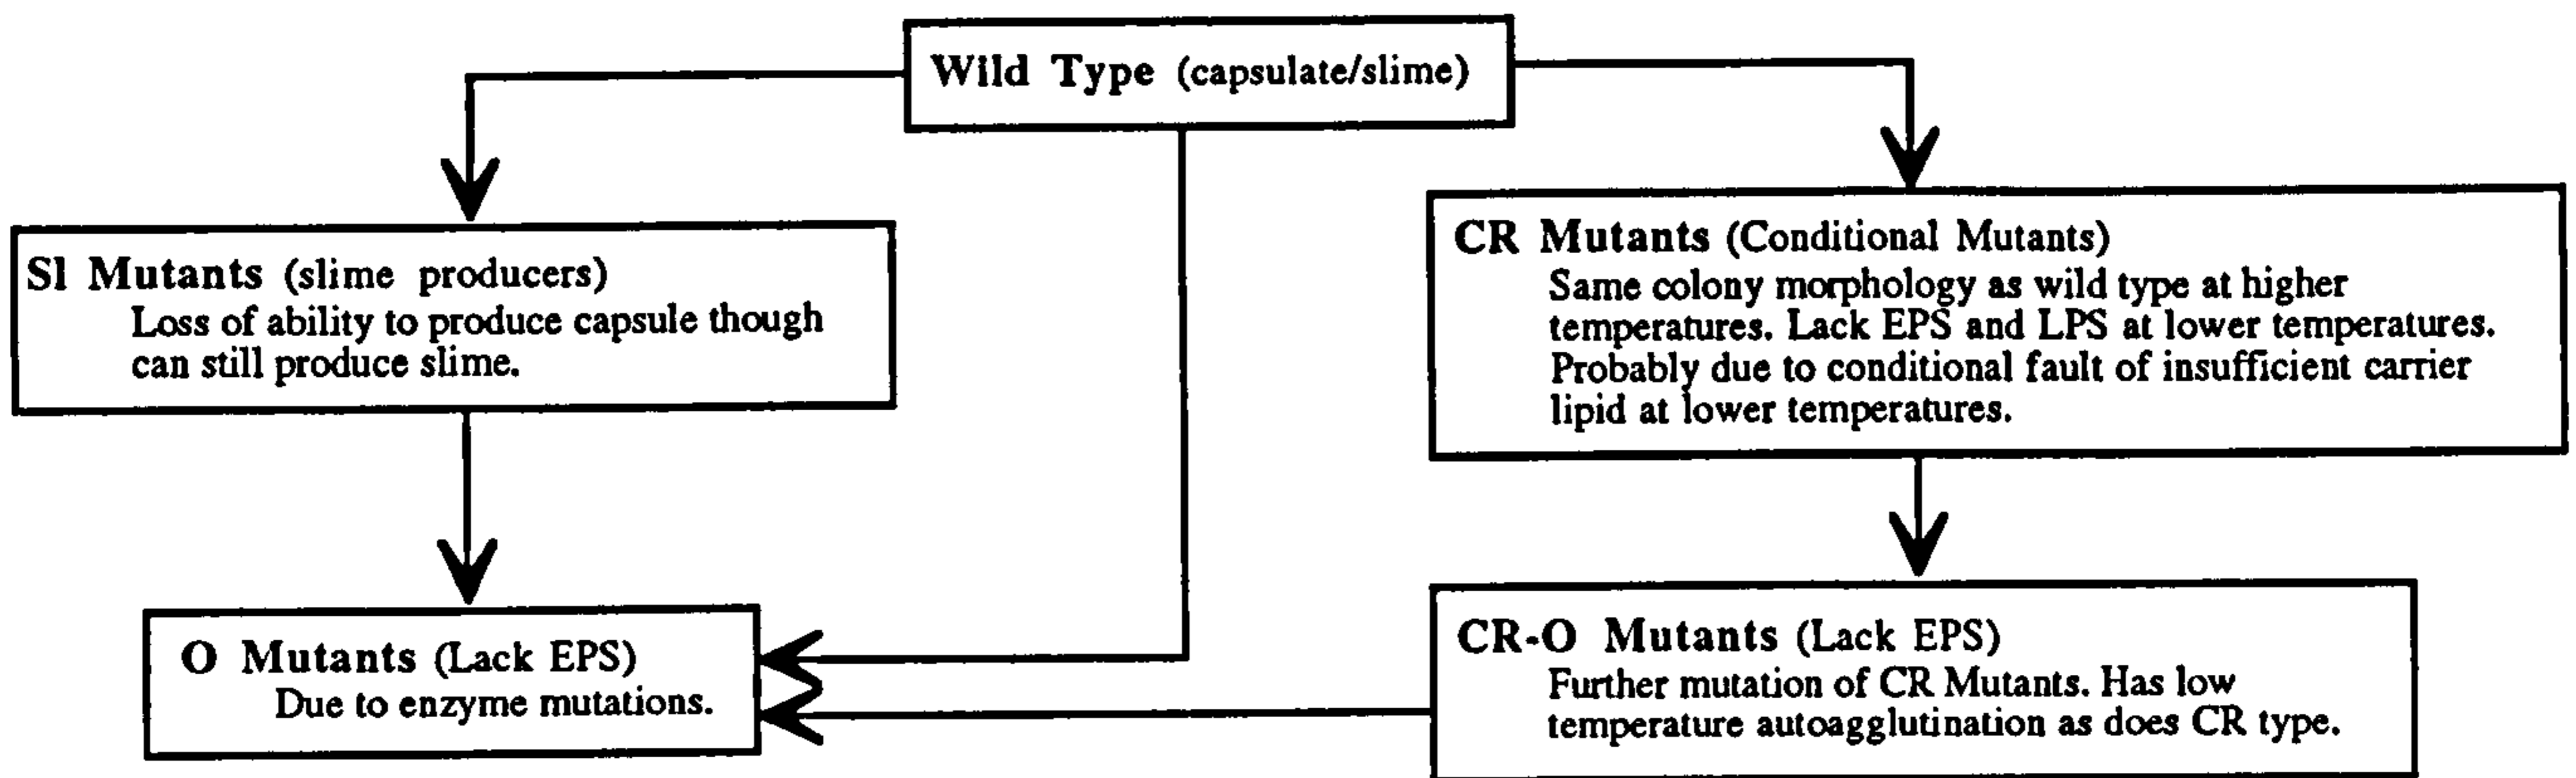 Wild Type (capsulate/slime)
Sl Mutants (slime producers)
Loss of ability to produce capsule though
can still produce slime.
CR Mutants (Conditional Mutants)
Same colony morphology as wild type at higher
temperatures. Lack EPS and LPS at lower temperatures.
Probably due to conditional fault of insufficient carrier
lipid at lower temperatures.
O Mutants (Lack EPS)
Due to enzyme mutations.
CR-O Mutants (Lack EPS)
Further mutation of CR Mutants. Has low
temperature autoagglutination as does CR type.